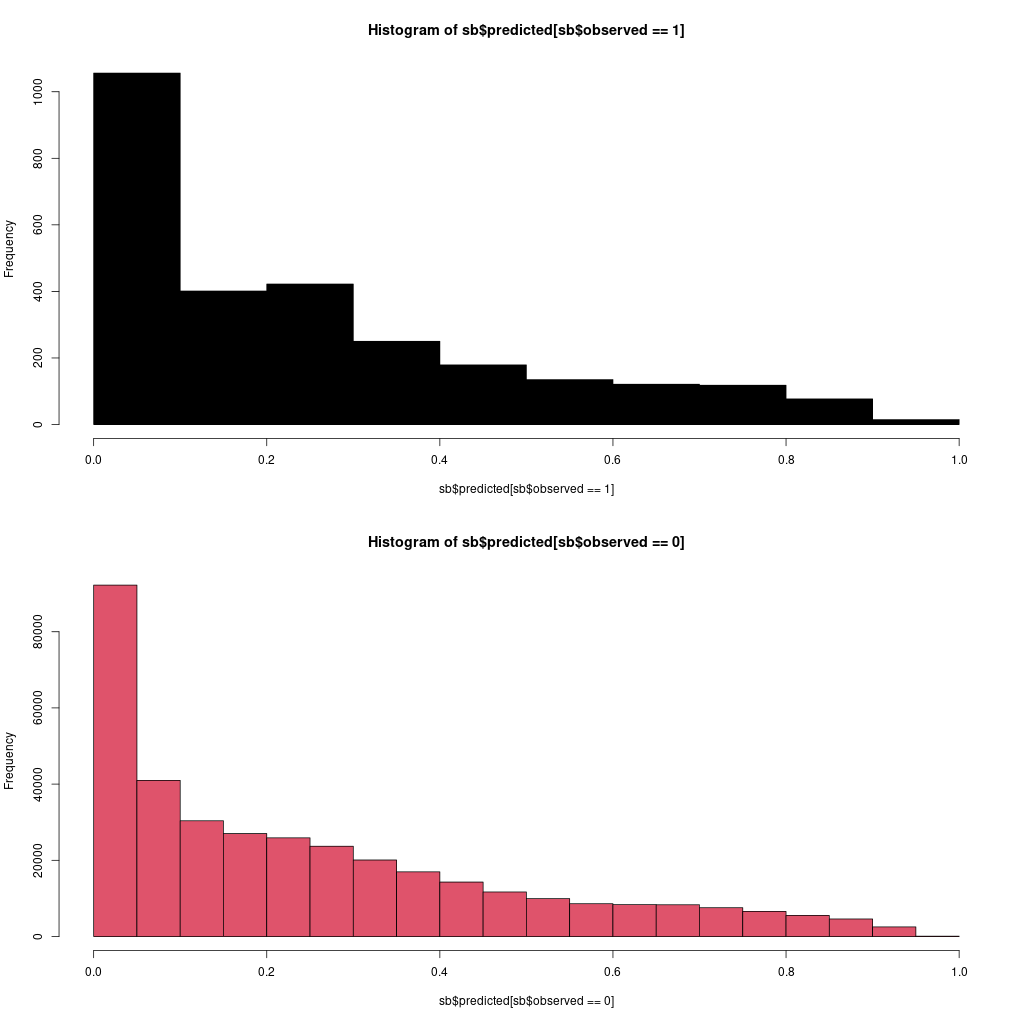 Histogram of sb$predicted[sb$observed == 1]
Frequency
1000
800
600
400
200
0
0.0 0.2 0.4 0.6 0.8 1.0
sb$predicted[sb$observed == 1]
Histogram of sb$predicted[sb$observed == 0]
Frequency
80000
60000
40000
20000
0
0.0 0.2 0.4 0.6 0.8 1.0
sb$predicted[sb$observed == 0]